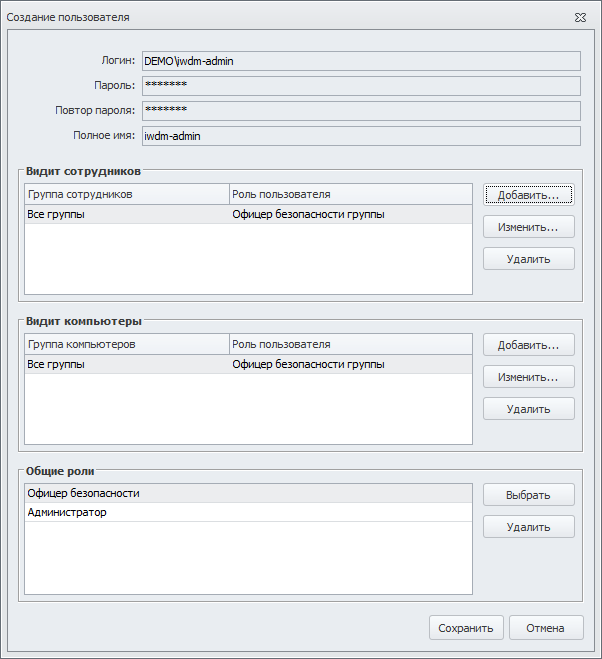 Создание пользователя
Логин: DEMO\iwdm-admin
Пароль: *******
Повтор пароля: *******
Полное имя: iwdm-admin
Видит сотрудников
Группа сотрудников Роль пользователя
Все группы Офицер безопасности группы
Добавить...
Изменить...
Удалить
Видит компьютеры
Группа компьютеров Роль пользователя
Все группы Офицер безопасности группы
Добавить...
Изменить...
Удалить
Общие роли
Офицер безопасности
Администратор
Выбрать
Удалить
Сохранить Отмена